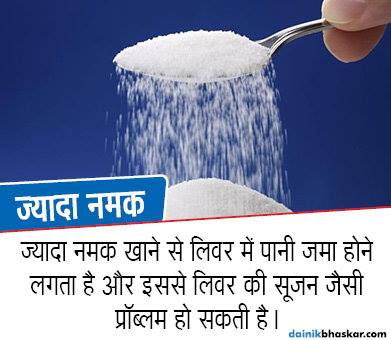 ज्यादा नमक
ज्यादा नमक खाने से लिवर में पानी जमा होने
लगता है और इससे लिवर की सूजन जैसी
प्रॉब्लम हो सकती है।
dainikbhaskar.com